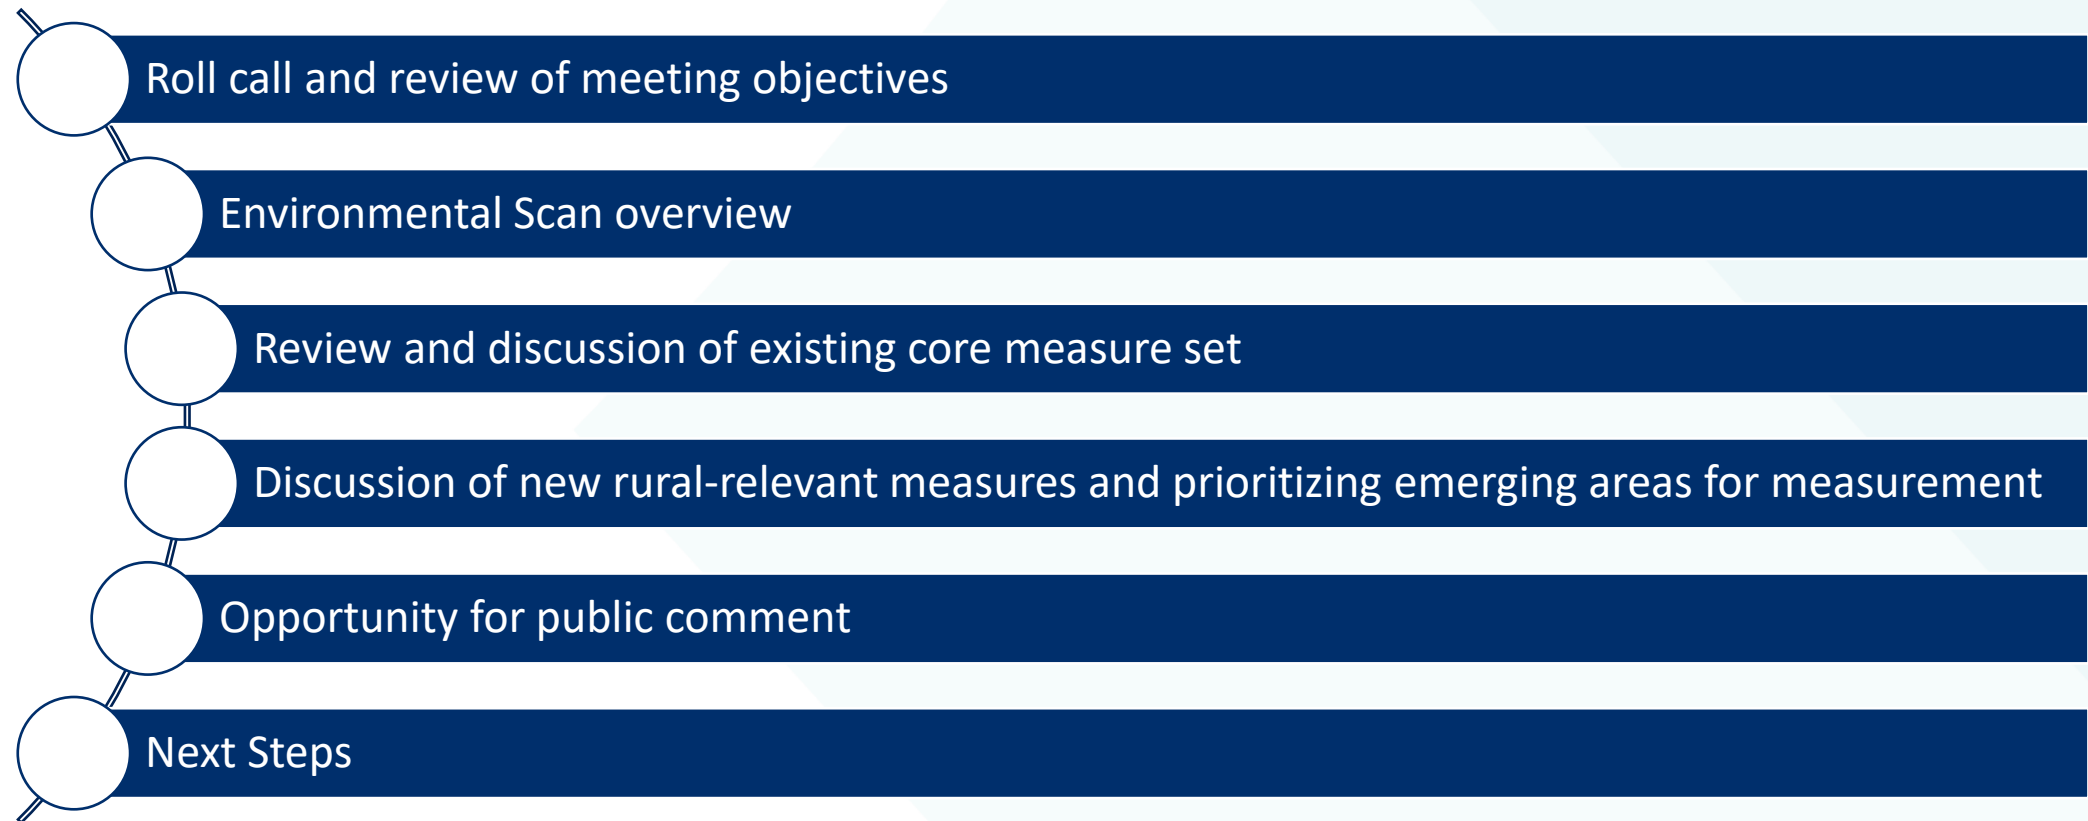 Roll call and review of meeting objectives
Environmental Scan overview
Review and discussion of existing core measure set
Discussion of new rural-relevant measures and prioritizing emerging areas for measurement
Opportunity for public comment
Next Steps